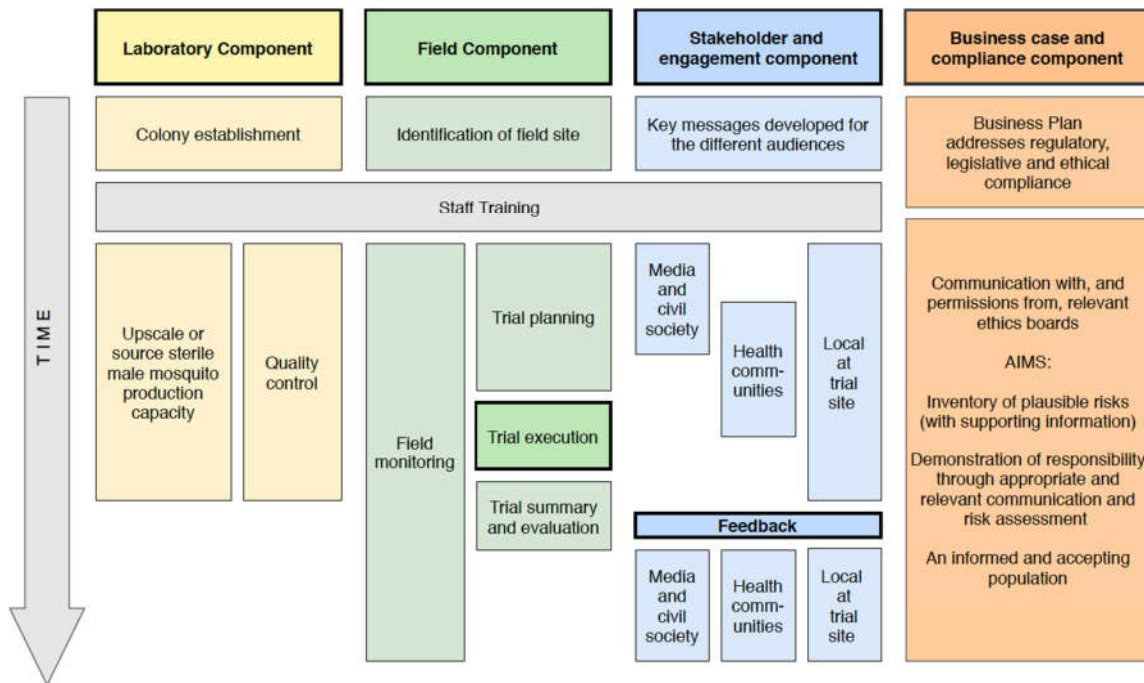 Laboratory Component
Field Component
Stakeholder and
engagement component
Business case and
compliance component
TIME
Colony establishment
Identification of field site
Key messages developed for
the different audiences
Business Plan
addresses regulatory,
legislative and ethical
compliance
Staff Training
Upscale or
source sterile
male mosquito
production
capacity
Quality
control
Field
monitoring
Trial planning
Trial execution
Trial summary
and evaluation
Media
and
civil
society
Health
comm-
unities
Local
at
trial
site
Feedback
Media
and
civil
society
Health
comm-
unities
Local
at
trial
site
Communication with, and
permissions from, relevant
ethics boards
AIMS:
Inventory of plausible risks
(with supporting information)
Demonstration of responsibility
through appropriate and
relevant communication and
risk assessment
An informed and accepting
population